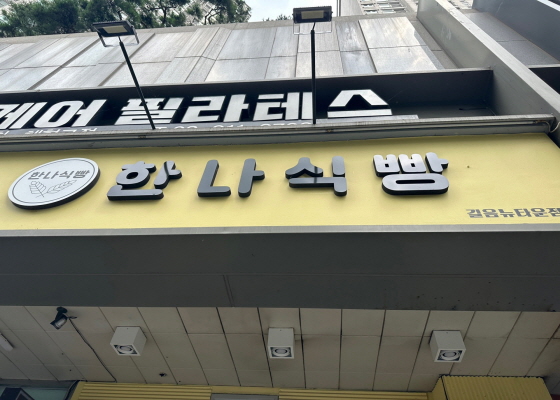 케어 필라테스
한나식빵
한나식빵
길음뉴타운점